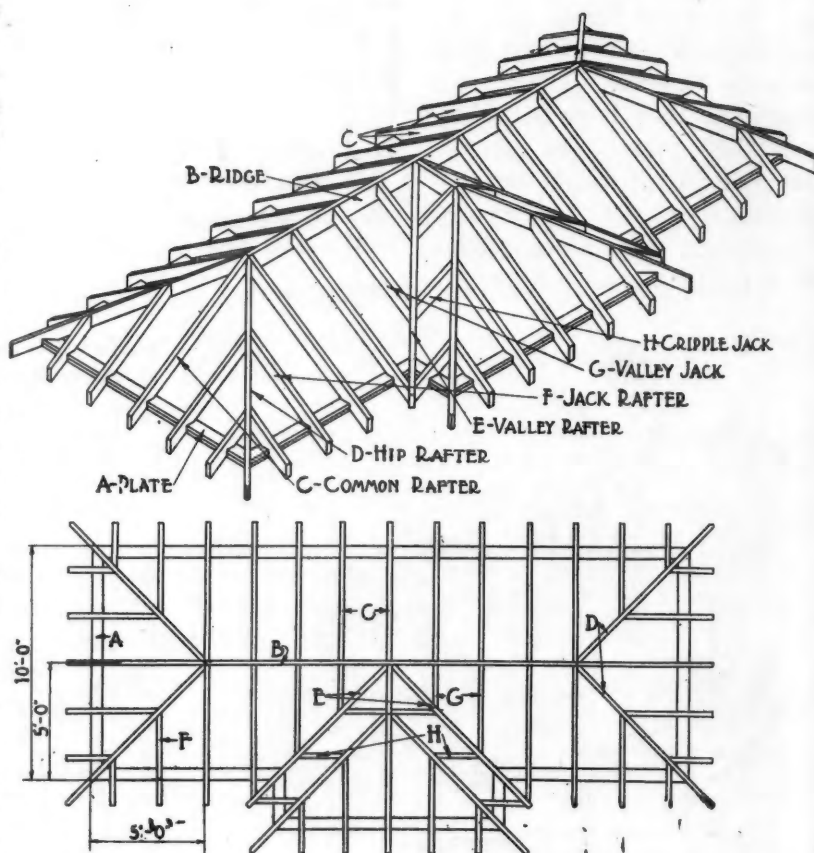 C
B-RIDGE
H-CRIPPLE JACK
G-VALLEY JACK
F-JACK RAFTER
E-VALLEY RAFTER
D-HIP RAFTER
A-PLATE
C-COMMON RAFTER
C
D
A
10'-0"
B
E
G
5'-0"
H
F